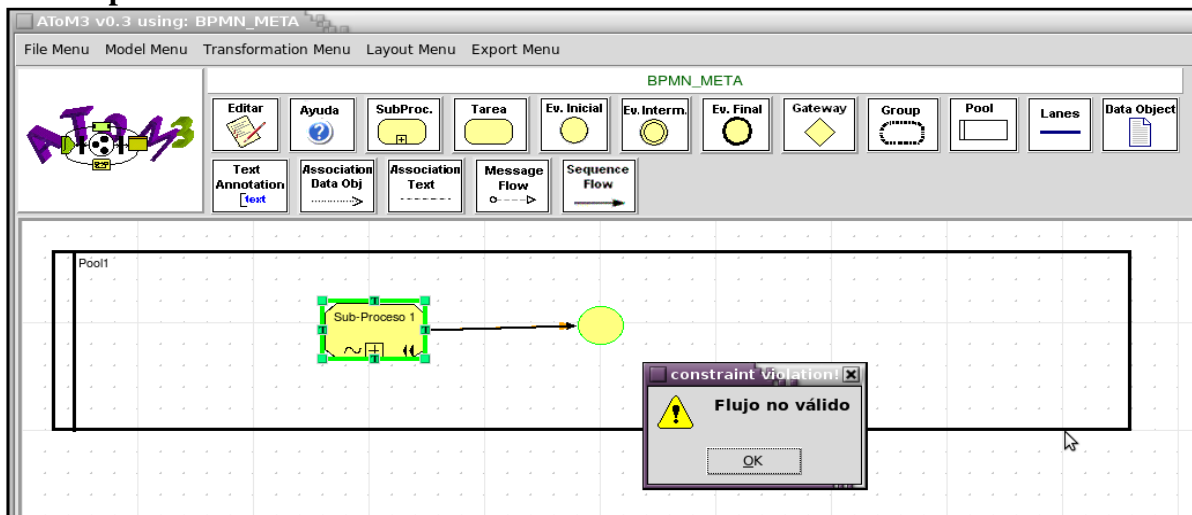 AToM3 v0.3 using: BPMN_META
File Menu Model Menu Transformation Menu Layout Menu Export Menu
BPMN_META
ATOM3
Editar Ayuda SubProc. Tarea Ev. Inicial Ev. Interm. Ev. Final Gateway Group Pool Lanes Data Object
Text Annotation
[text
Association Data Obj
Association Text
Message Flow
Sequence Flow
Pool1
Sub-Proceso 1
constraint violation!
Flujo no válido
OK